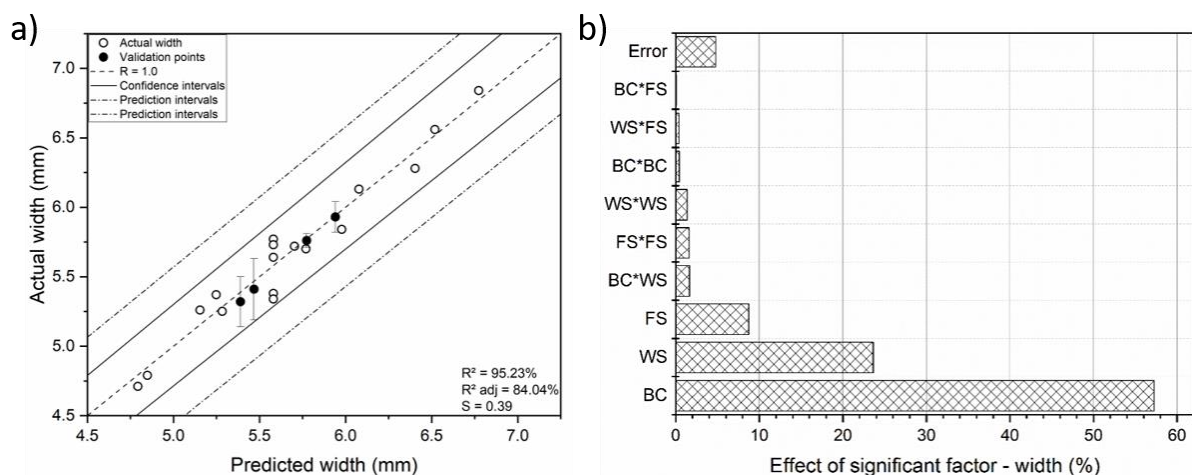 a)
Actual width
Validation points
R = 1.0
Confidence intervals
Prediction intervals
Prediction intervals
Actual width (mm)
7.0
6.5
6.0
5.5
5.0
4.5
R² = 95.23%
R² adj = 84.04%
S = 0.39
4.5 5.0 5.5 6.0 6.5 7.0
Predicted width (mm)
b)
Error
BC*FS
WS*FS
BC*BC
WS*WS
FS*FS
BC*WS
FS
WS
BC
0 10 20 30 40 50 60
Effect of significant factor - width (%)